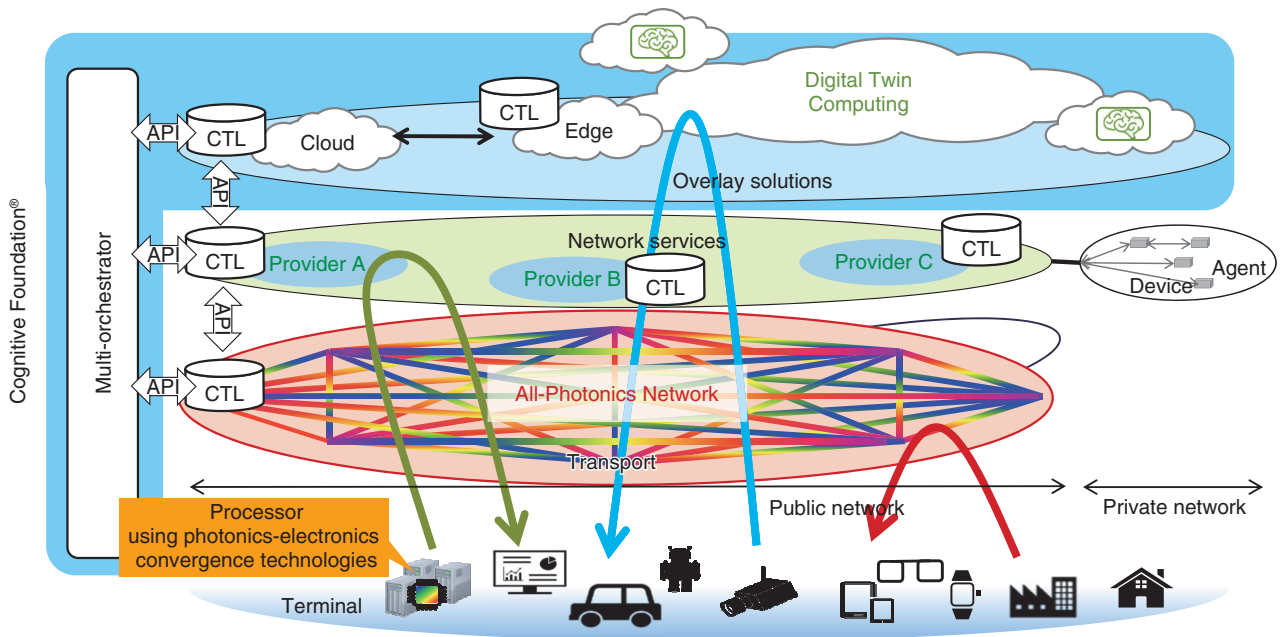 Cognitive Foundation®
Multi-orchestrator
API
CTL
Cloud
CTL
Edge
Digital Twin
Computing
Overlay solutions
API
API
CTL
Provider A
Network services
Provider B
CTL
Provider C
CTL
Device
Agent
API
API
CTL
All-Photonics Network
Transport
Public network
Private network
Processor
using photonics-electronics
convergence technologies
Terminal